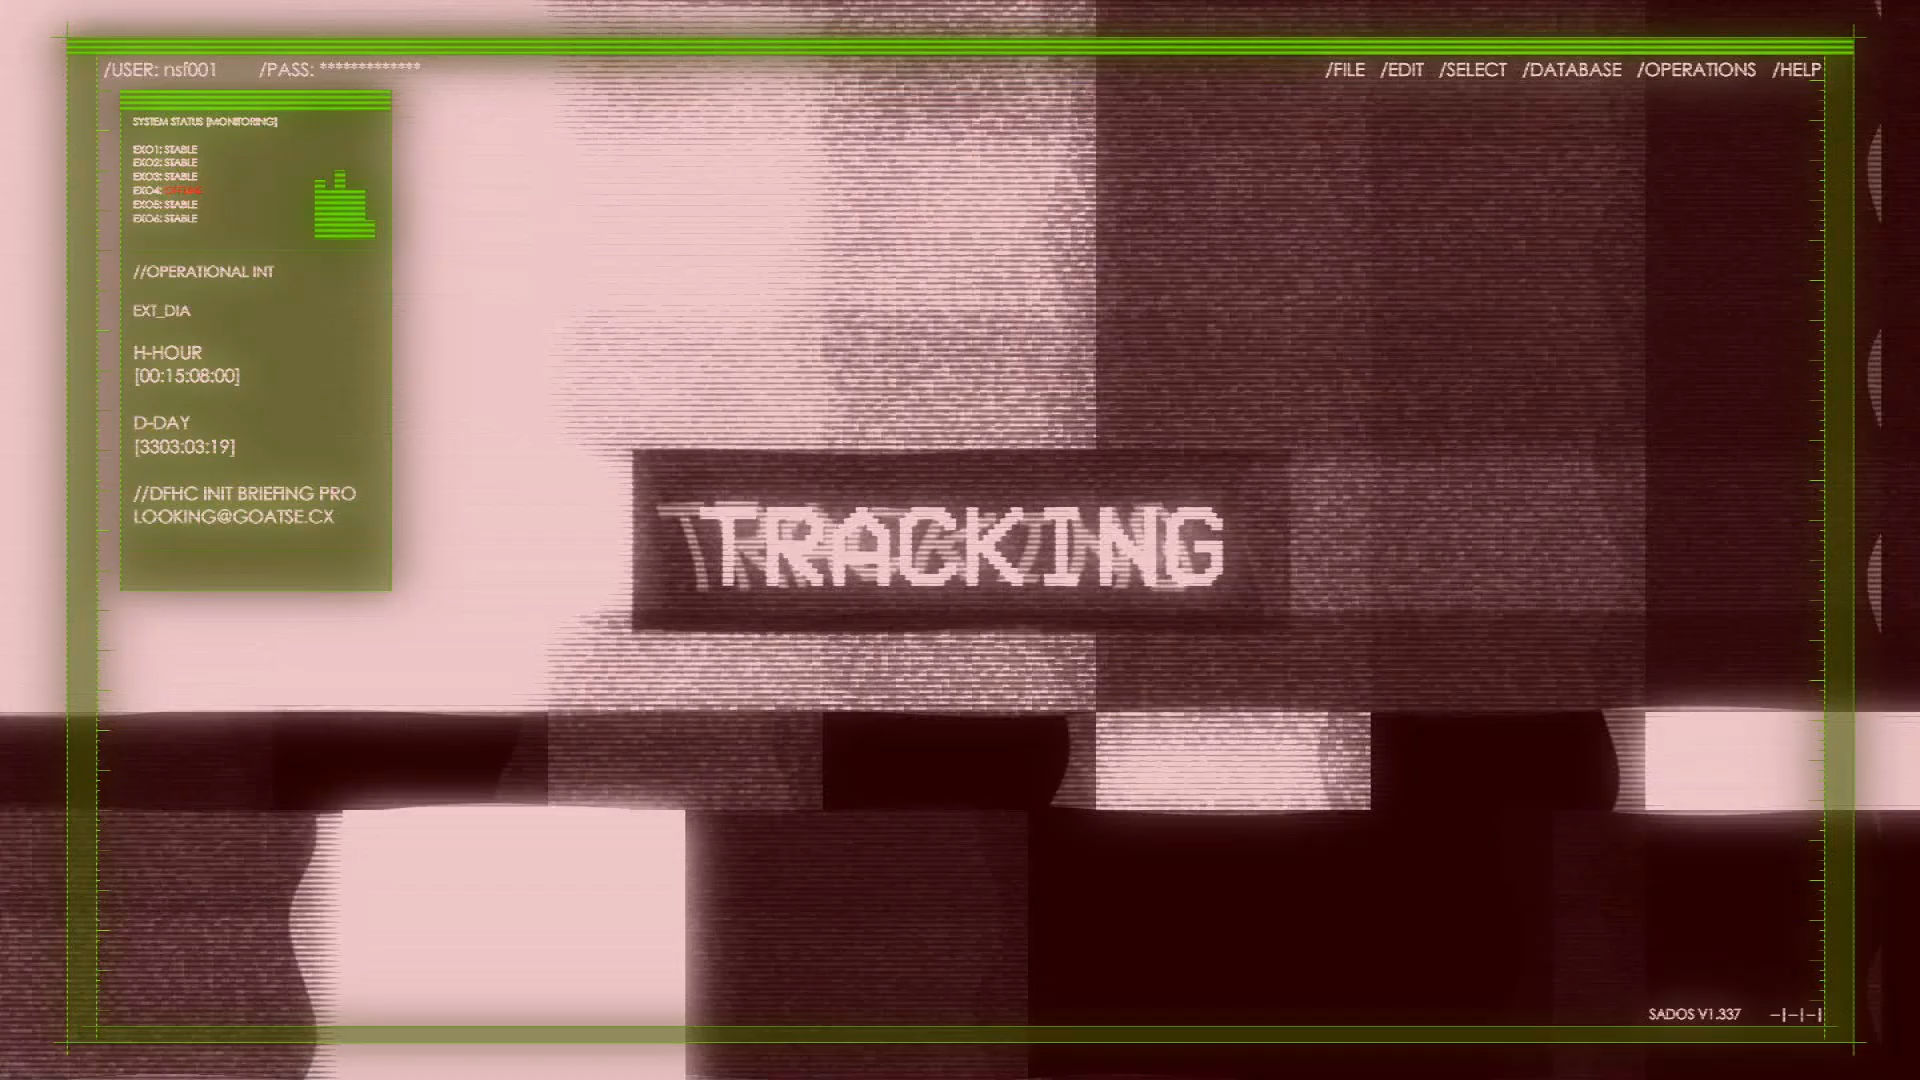 /USER: nsf001 /PASS: *************
/FILE /EDIT /SELECT /DATABASE /OPERATIONS /HELP
SYSTEM STATUS [MONITORING]
EXO1: STABLE
EXO2: STABLE
EXO3: STABLE
EXO4: OFFLINE
EXO5: STABLE
EXO6: STABLE
//OPERATIONAL INT
EXT_DIA
H-HOUR
[00:15:08:00]
D-DAY
[3303:03:19]
//DFHC INIT BRIEFING PRO
LOOKING@GOATSE.CX
TRACKING
SADOS V1.337 –|–|–|